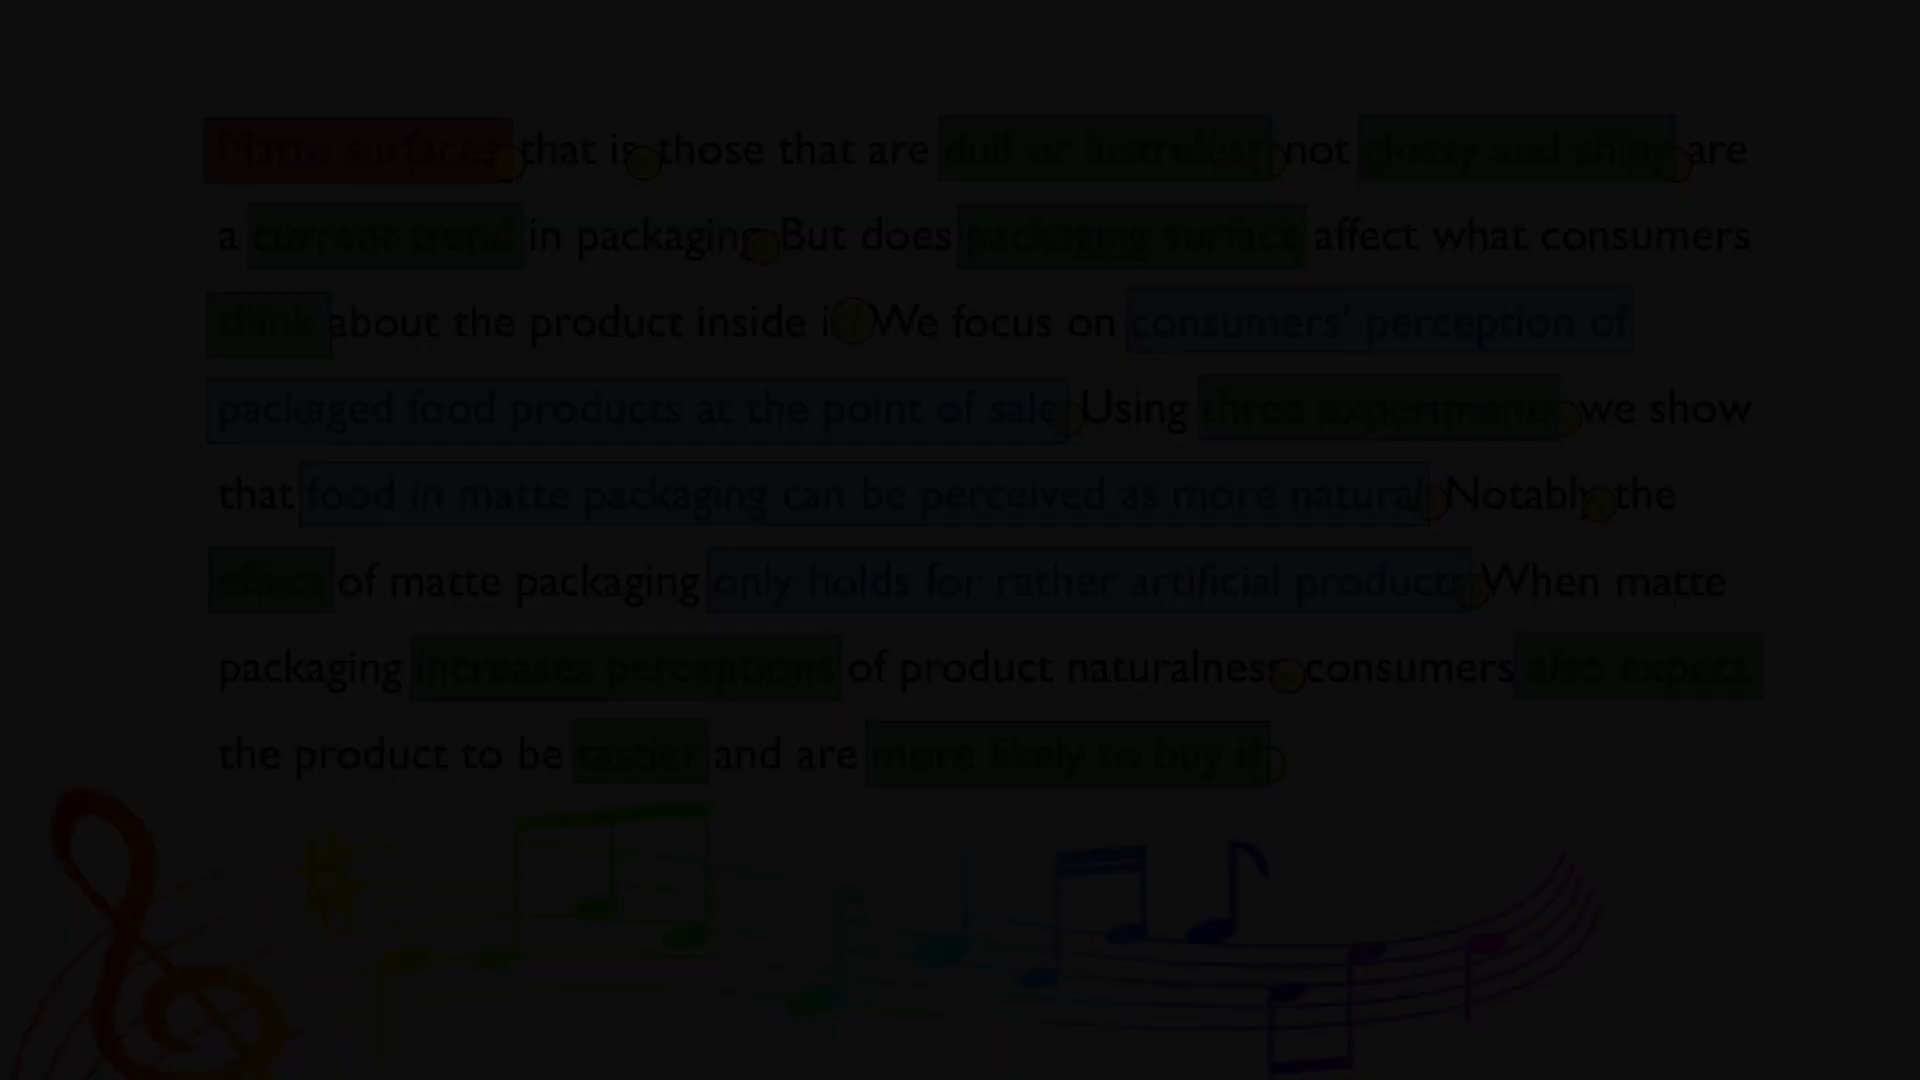 Matte surfaces, that is, those that are dull or lustreless, not glossy and shiny, are
a current trend in packaging. But does packaging surface affect what consumers
think about the product inside it? We focus on consumers' perception of
packaged food products at the point of sale. Using three experiments, we show
that food in matte packaging can be perceived as more natural. Notably, the
effect of matte packaging only holds for rather artificial products. When matte
packaging increases perceptions of product naturalness, consumers also expect
the product to be tastier and are more likely to buy it.